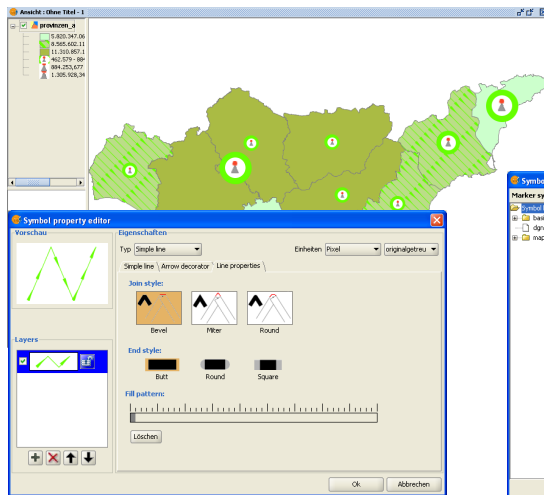 Ansicht : Ohne Titel - 1
provinzen_a
5.820.347.06
8.565.602.11
11.310.857.1
462.579 - 884
884.253,677
1.305.928,34
Symbo
Marker sy
Symbol
basi
dgn
map
Symbol property editor
Vorschau
Eigenschaften
Typ Simple line Einheiten Pixel originalgetreu
Simple line Arrow decorator Line properties
Join style:
Bevel Miter Round
Layers
End style:
Butt Round Square
Fill pattern:
Löschen
Ok Abbrechen